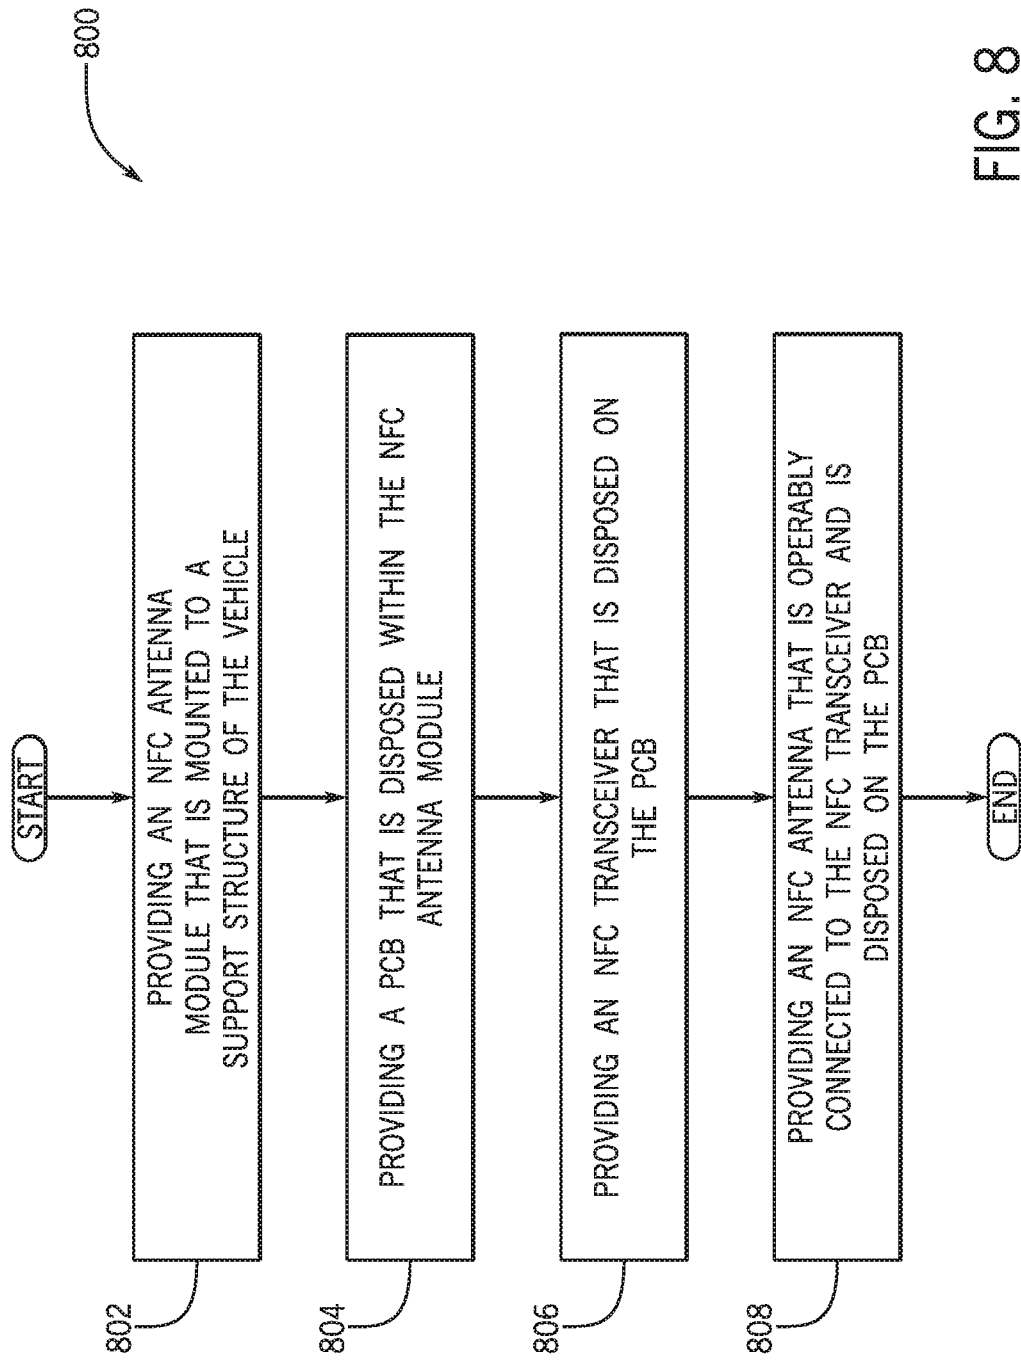 800
START
802
PROVIDING AN NFC ANTENNA
MODULE THAT IS MOUNTED TO A
SUPPORT STRUCTURE OF THE VEHICLE
804
PROVIDING A PCB THAT IS DISPOSED WITHIN THE NFC
ANTENNA MODULE
806
PROVIDING AN NFC TRANSCEIVER THAT IS DISPOSED ON
THE PCB
808
PROVIDING AN NFC ANTENNA THAT IS OPERABLY
CONNECTED TO THE NFC TRANSCEIVER AND IS
DISPOSED ON THE PCB
END
FIG. 8